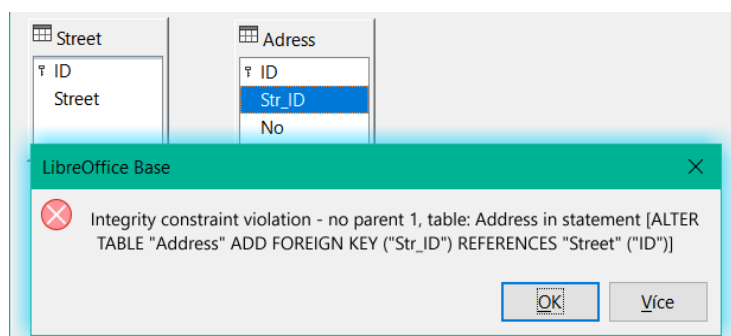 Street
Adress
ID
Street
ID
Str_ID
No
LibreOffice Base
Integrity constraint violation - no parent 1, table: Address in statement [ALTER
TABLE "Address" ADD FOREIGN KEY ("Str_ID") REFERENCES "Street" ("ID")]
OK
Více